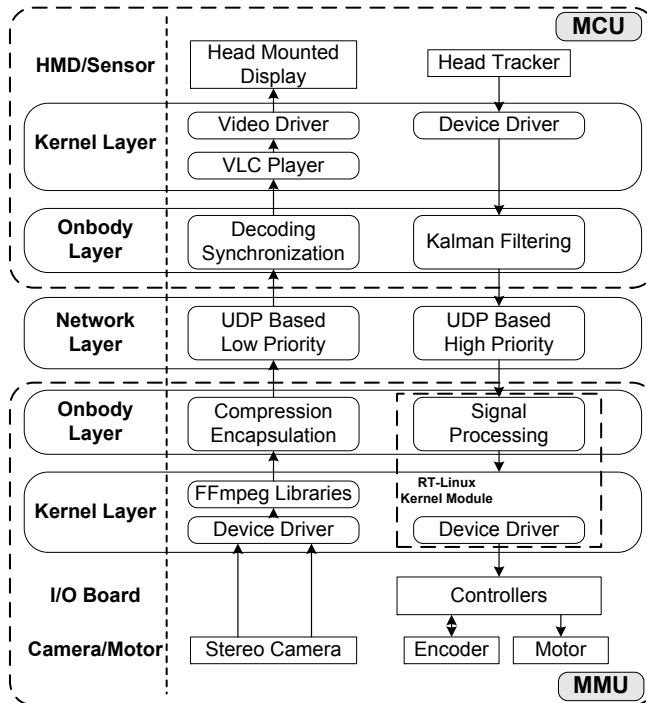 MCU
HMD/Sensor
Head Mounted
Display
Head Tracker
Kernel Layer
Video Driver
VLC Player
Device Driver
Onbody
Layer
Decoding
Synchronization
Kalman Filtering
Network
Layer
UDP Based
Low Priority
UDP Based
High Priority
Onbody
Layer
Compression
Encapsulation
Signal
Processing
Kernel Layer
FFmpeg Libraries
Device Driver
RT-Linux
Kernel Module
Device Driver
I/O Board
Controllers
Camera/Motor
Stereo Camera
Encoder
Motor
MMU